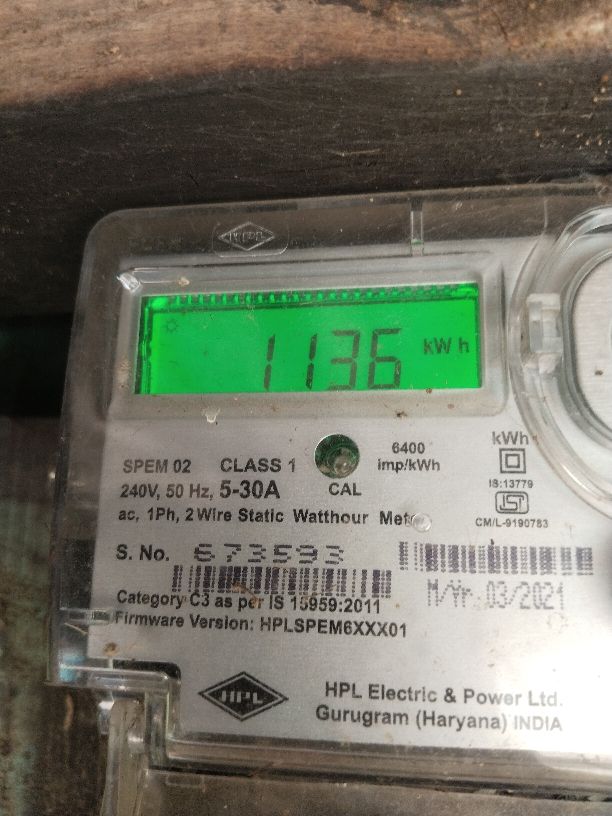 HPL
1136 kWh
SPEM 02 CLASS 1
6400
imp/kWh
kWh
240V, 50 Hz, 5-30A
CAL
IS:13779
ISI
ac, 1Ph, 2 Wire Static Watthour
CM/L-9190783
S. No. 673593
M/Yr. 03/2021
Category C3 as per IS 15959:2011
Firmware Version: HPLSPEM6XXX01
HPL
HPL Electric & Power Ltd.
Gurugram (Haryana) INDIA